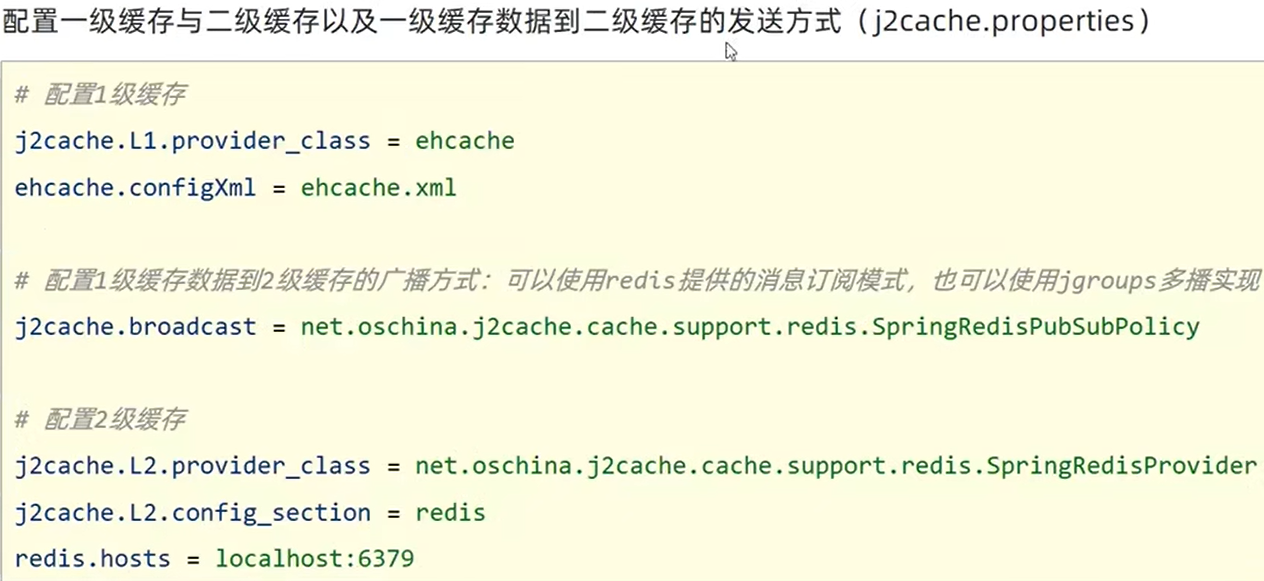 配置一级缓存与二级缓存以及一级缓存数据到二级缓存的发送方式（j2cache.properties）
# 配置1级缓存
j2cache.L1.provider_class = ehcache
ehcache.configXml = ehcache.xml
# 配置1级缓存数据到2级缓存的广播方式：可以使用redis提供的消息订阅模式，也可以使用jgroups多播实现
j2cache.broadcast = net.oschina.j2cache.cache.support.redis.SpringRedisPubSubPolicy
# 配置2级缓存
j2cache.L2.provider_class = net.oschina.j2cache.cache.support.redis.SpringRedisProvider
j2cache.L2.config_section = redis
redis.hosts = localhost:6379